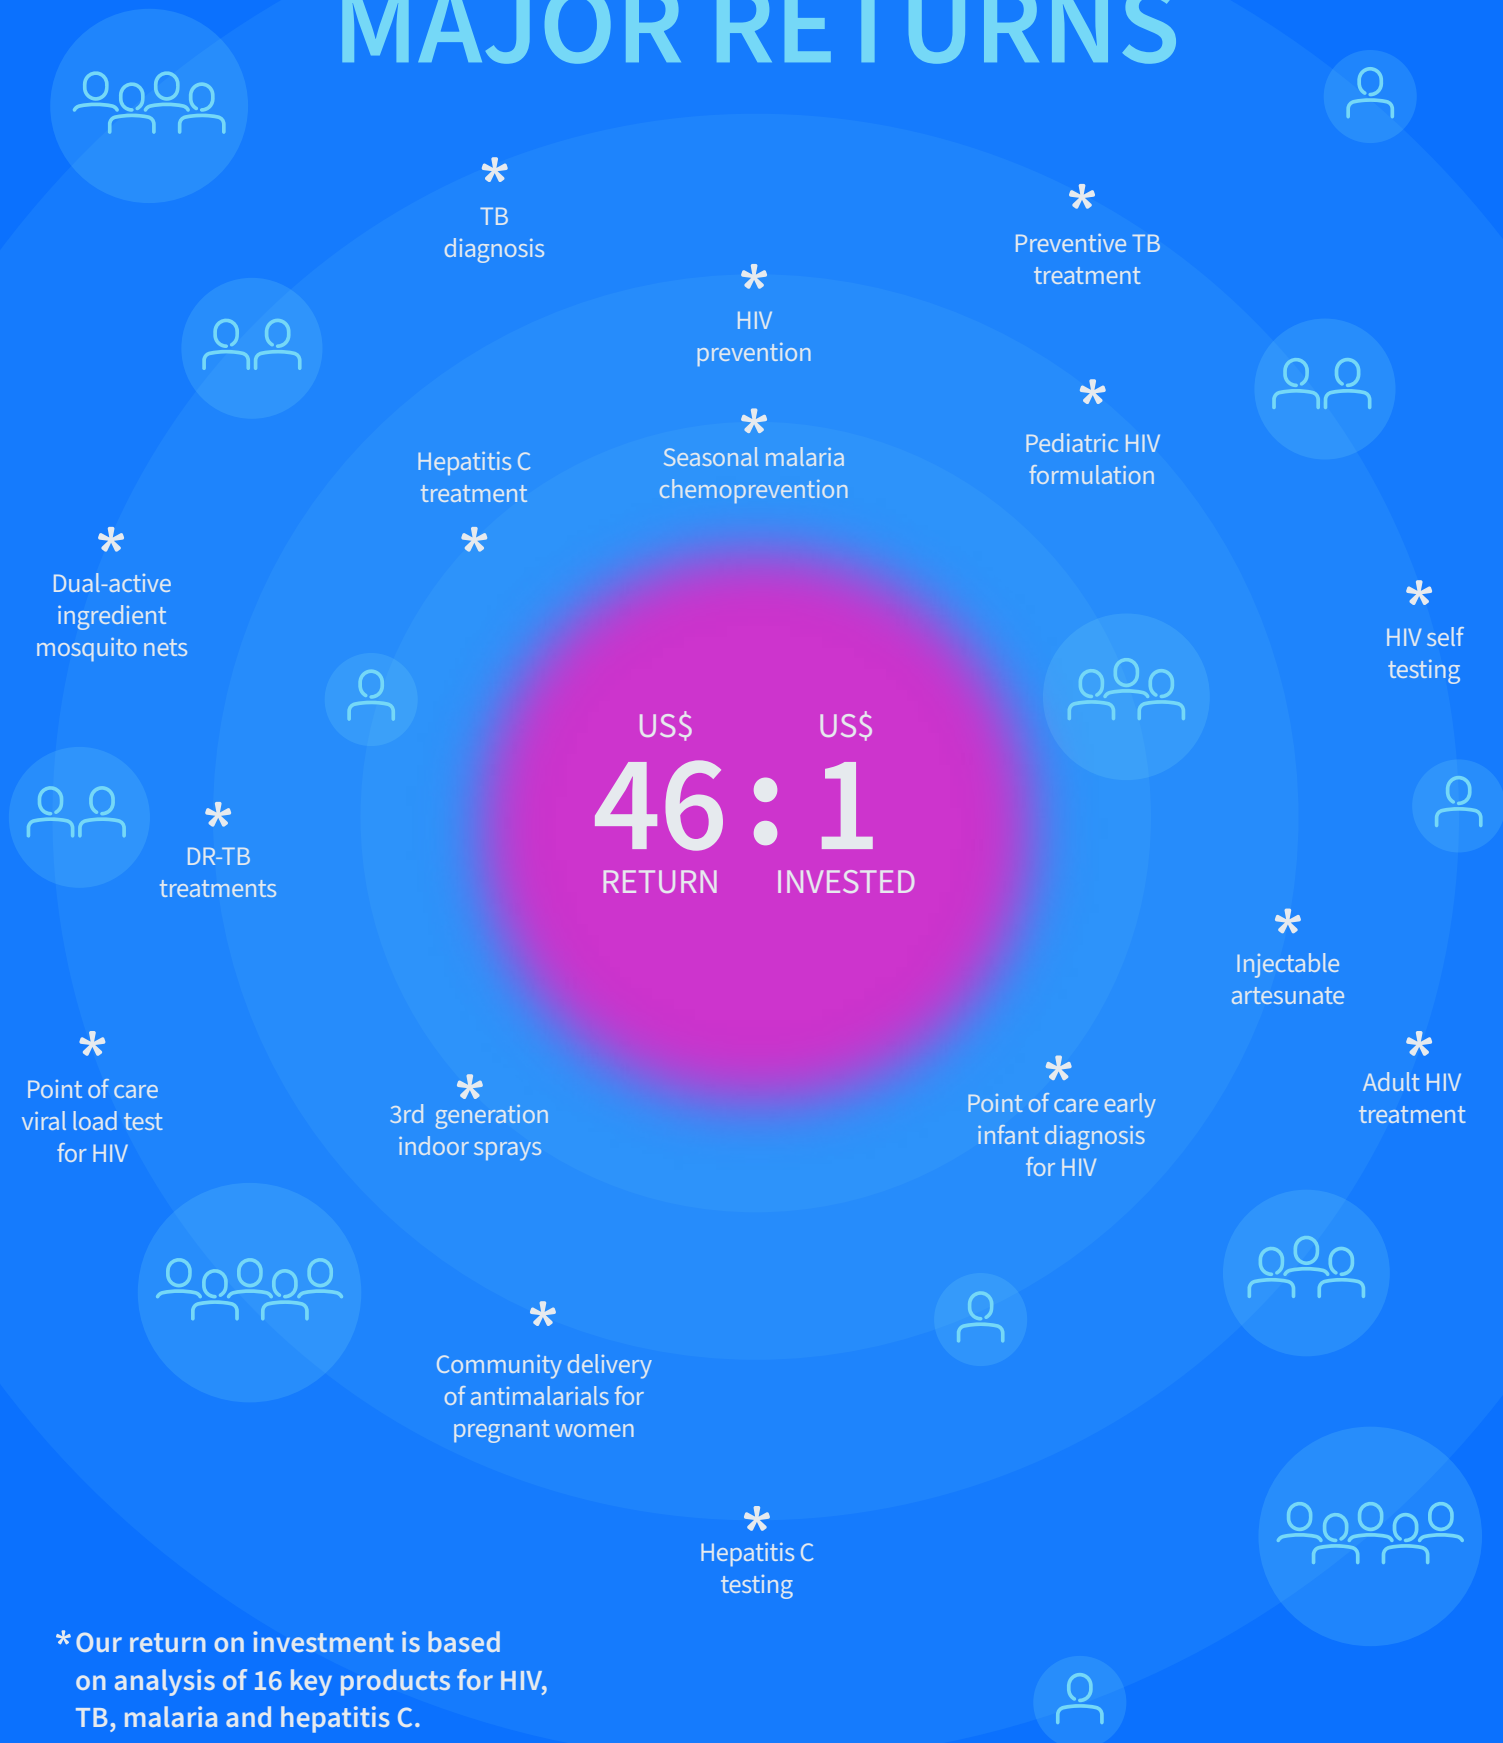 MAJOR RETURNS
*
TB
diagnosis
*
Preventive TB
treatment
*
HIV
prevention
*
Pediatric HIV
formulation
*
Seasonal malaria
chemoprevention
Hepatitis C
treatment
*
*
Dual-active
ingredient
mosquito nets
*
HIV self
testing
US$ US$
46 : 1
RETURN INVESTED
*
DR-TB
treatments
*
Injectable
artesunate
*
Point of care
viral load test
for HIV
*
3rd generation
indoor sprays
*
Point of care early
infant diagnosis
for HIV
*
Adult HIV
treatment
*
Community delivery
of antimalarials for
pregnant women
*
Hepatitis C
testing
* Our return on investment is based
on analysis of 16 key products for HIV,
TB, malaria and hepatitis C.